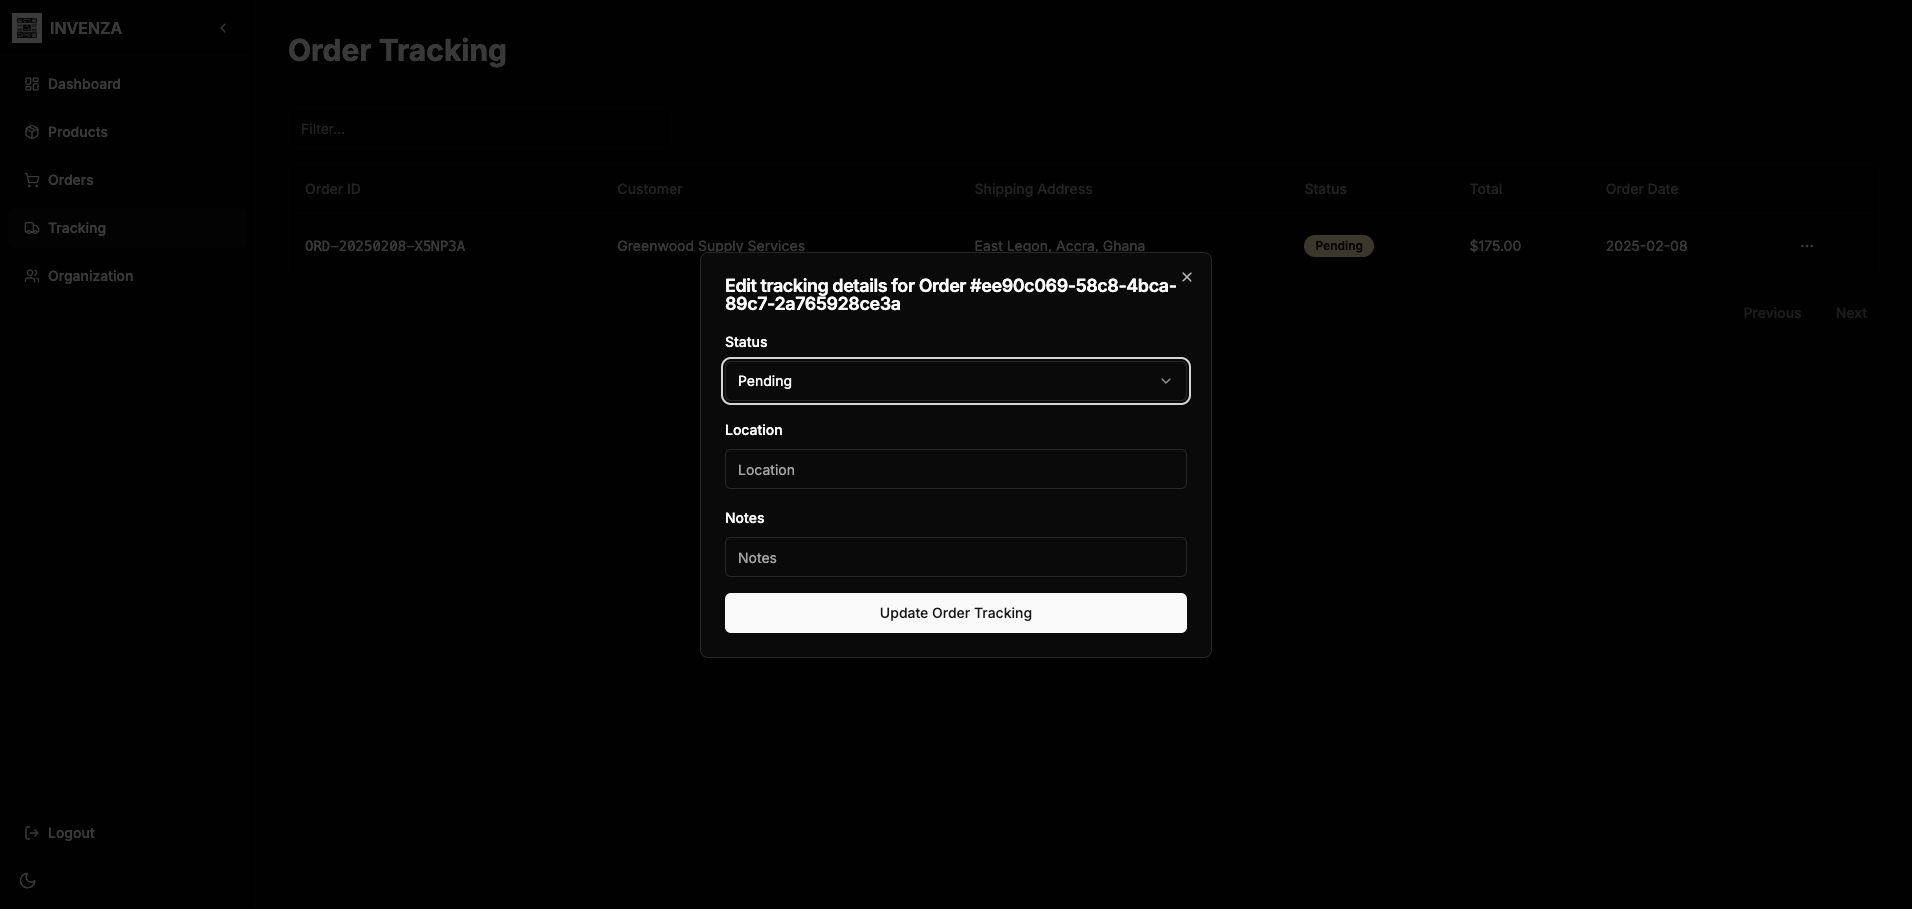 INVENZA
Dashboard
Products
Orders
Tracking
Organization
Logout
Order Tracking
Filter...
Order ID Customer Shipping Address Status Total Order Date
ORD-20250208-X5NP3A Greenwood Supply Services East Legon, Accra, Ghana Pending $175.00 2025-02-08 ...
Previous Next
Edit tracking details for Order #ee90c069-58c8-4bca-
89c7-2a765928ce3a
Status
Pending
Location
Location
Notes
Notes
Update Order Tracking